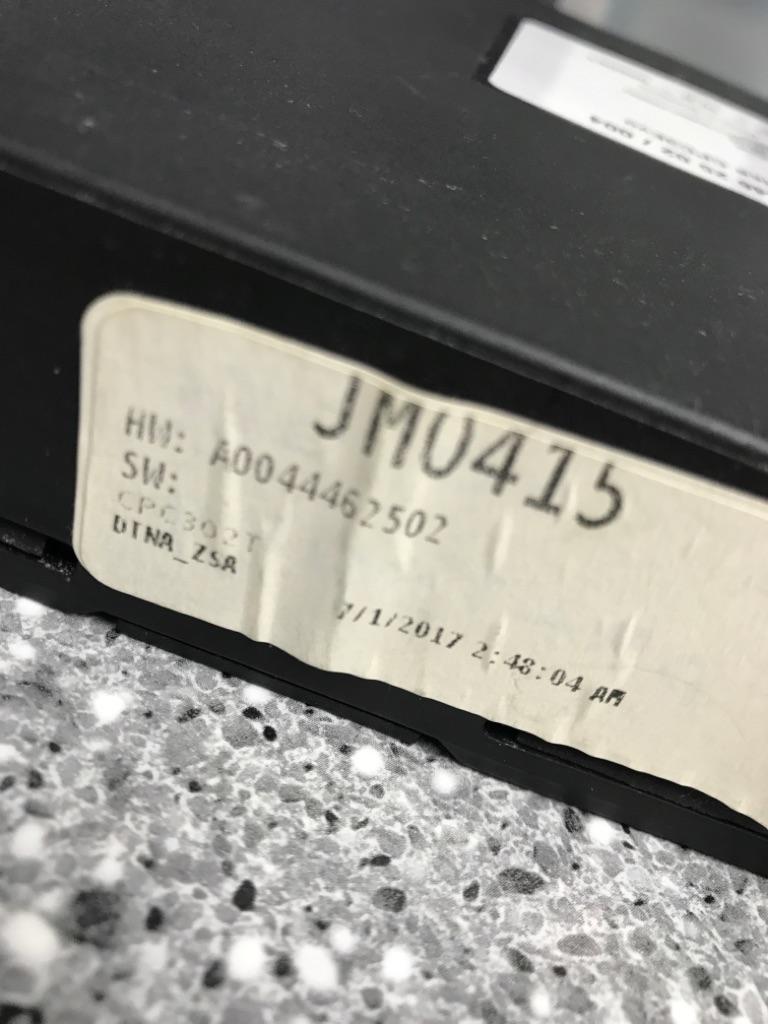 JM0415
HW: A0044462502
SW:
CPC302T
DTNA_ZSA
7/1/2017 2:48:04 AM